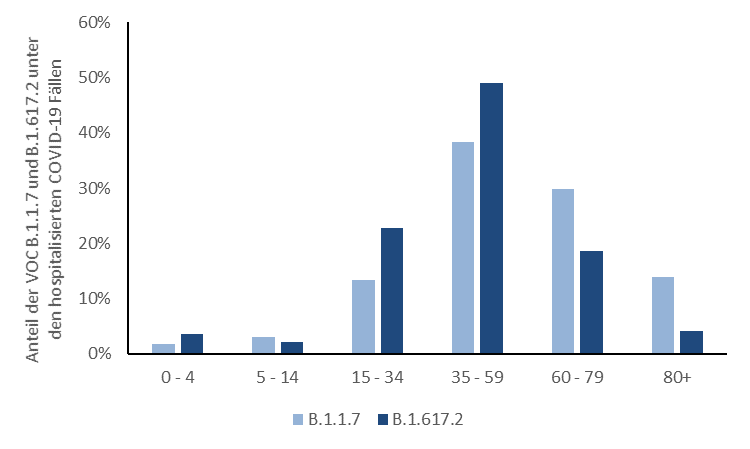 Anteil der VOC B.1.1.7 und B.1.617.2 unter
den hospitalisierten COVID-19 Fällen
60%
50%
40%
30%
20%
10%
0%
0 - 4 5 - 14 15 - 34 35 - 59 60 - 79 80+
B.1.1.7 B.1.617.2